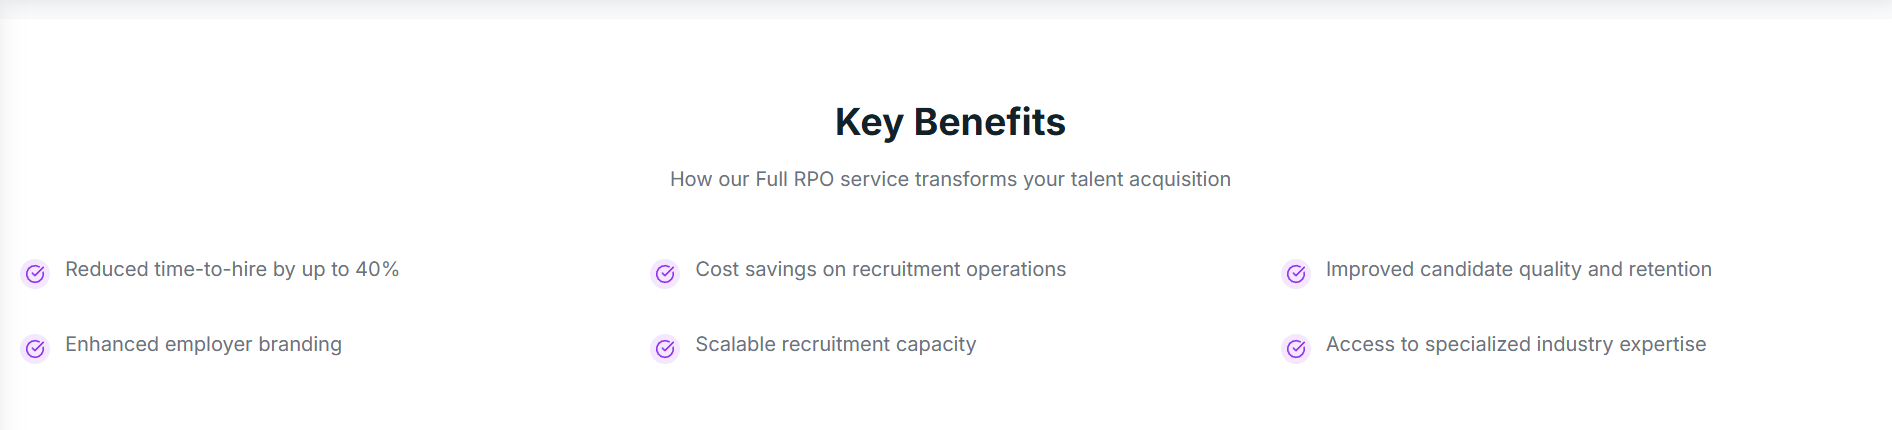 Key Benefits
How our Full RPO service transforms your talent acquisition
Reduced time-to-hire by up to 40%
Cost savings on recruitment operations
Improved candidate quality and retention
Enhanced employer branding
Scalable recruitment capacity
Access to specialized industry expertise